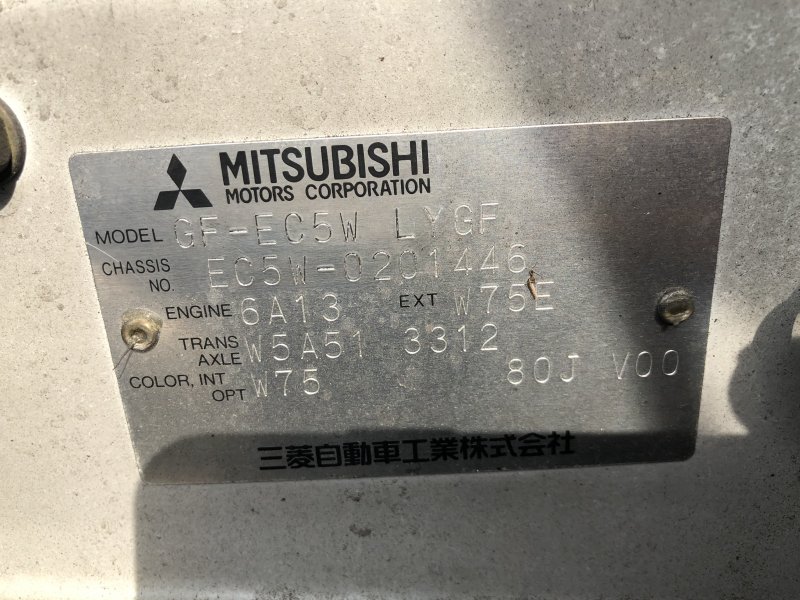 MITSUBISHI
MOTORS CORPORATION
MODEL GF-EC5W LYGF
CHASSIS NO. EC5W-0201446
ENGINE 6A13 EXT W75E
TRANS AXLE W5A51 3312
COLOR, INT OPT W75 80J V00
三菱自動車工業株式会社